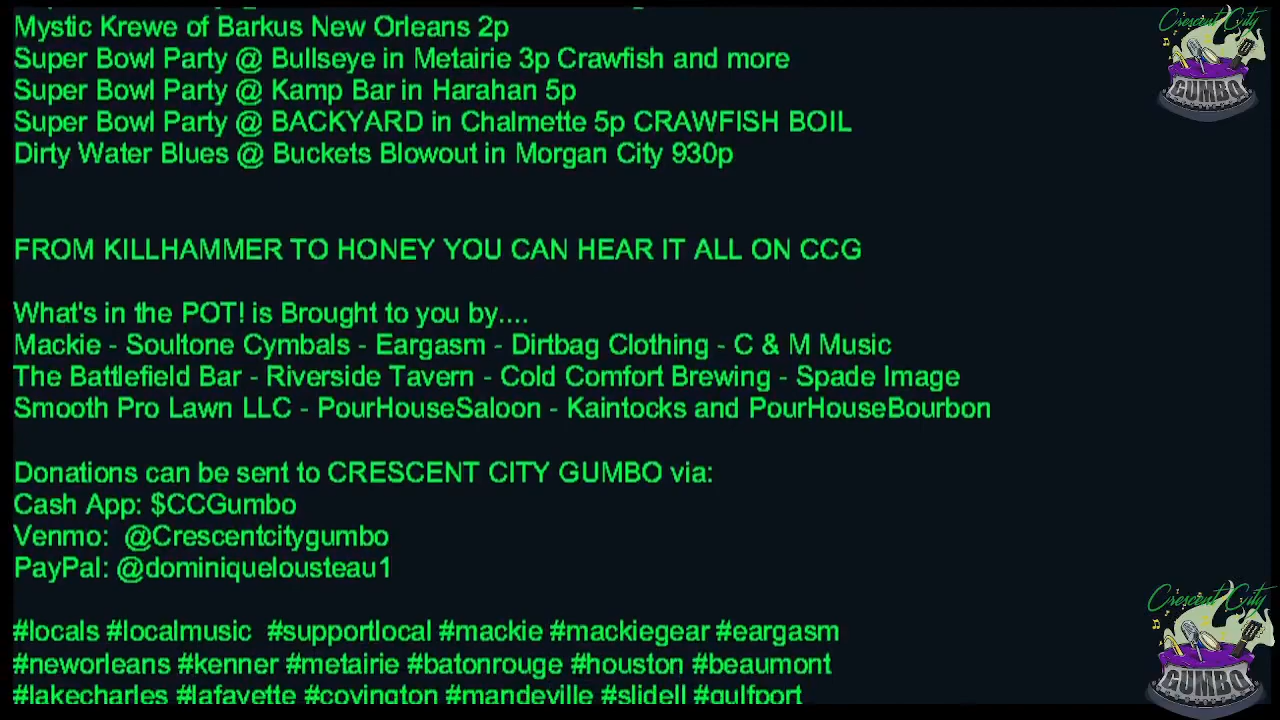 Mystic Krewe of Barkus New Orleans 2p
Super Bowl Party @ Bullseye in Metairie 3p Crawfish and more
Super Bowl Party @ Kamp Bar in Harahan 5p
Super Bowl Party @ BACKYARD in Chalmette 5p CRAWFISH BOIL
Dirty Water Blues @ Buckets Blowout in Morgan City 930p
FROM KILLHAMMER TO HONEY YOU CAN HEAR IT ALL ON CCG
What's in the POT! is Brought to you by....
Mackie - Soultone Cymbals - Eargasm - Dirtbag Clothing - C & M Music
The Battlefield Bar - Riverside Tavern - Cold Comfort Brewing - Spade Image
Smooth Pro Lawn LLC - PourHouseSaloon - Kaintocks and PourHouseBourbon
Donations can be sent to CRESCENT CITY GUMBO via:
Cash App: $CCGumbo
Venmo:  @Crescentcitygumbo
PayPal: @dominiquelousteau1
#locals #localmusic  #supportlocal #mackie #mackiegear #eargasm
#neworleans #kenner #metairie #batonrouge #houston #beaumont
#lakecharles #lafayette #covington #mandeville #slidell #gulfport
Crescent City
GUMBO
Crescent City
GUMBO